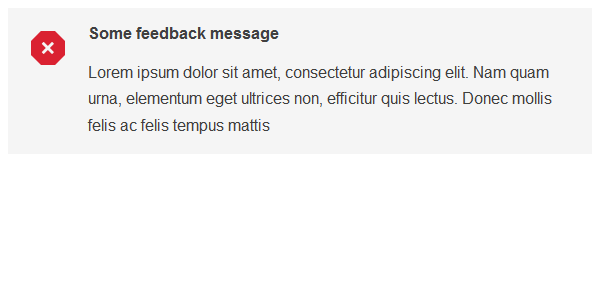 Some feedback message
Lorem ipsum dolor sit amet, consectetur adipiscing elit. Nam quam
urna, elementum eget ultrices non, efficitur quis lectus. Donec mollis
felis ac felis tempus mattis